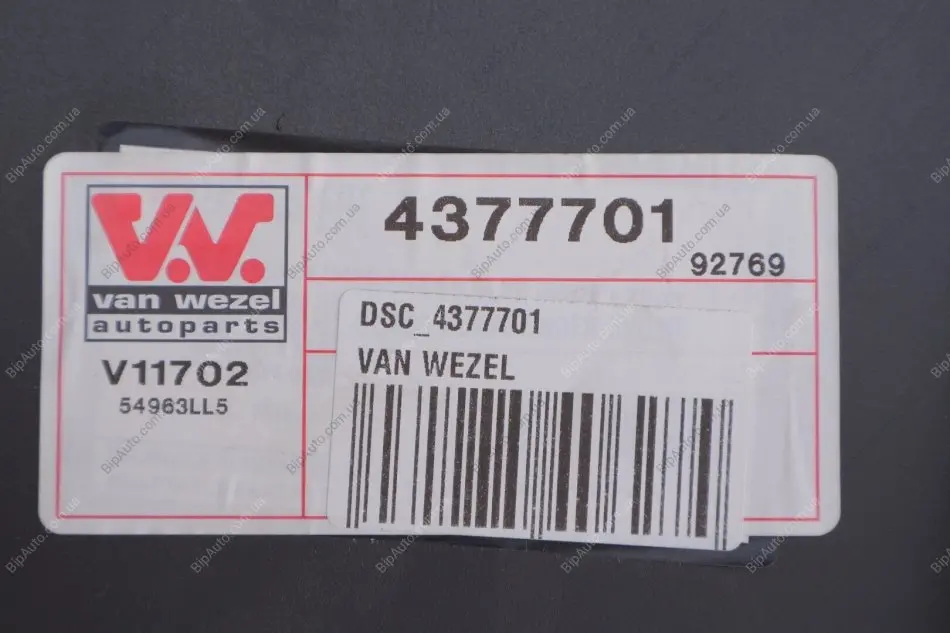 V.W.
van wezel
autoparts
V11702
54963LL5
4377701
92769
DSC_4377701
VAN WEZEL
BipAuto.com.ua